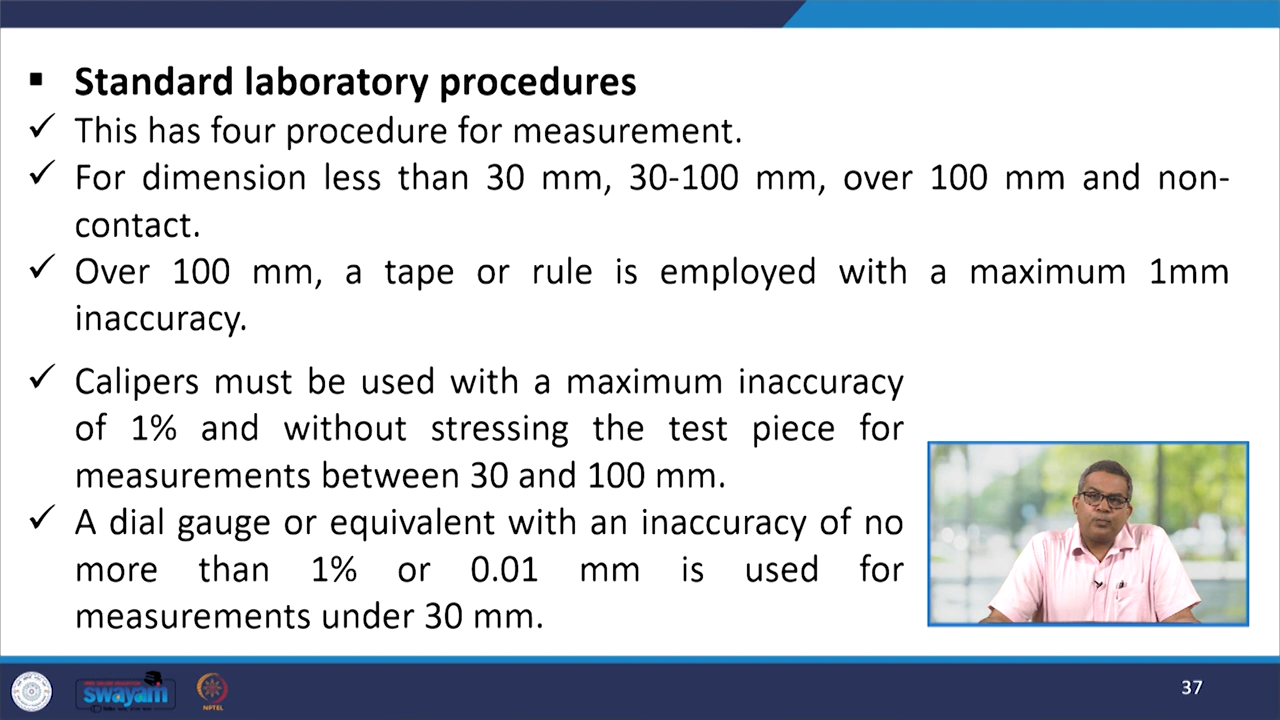 Standard laboratory procedures
This has four procedure for measurement.
For dimension less than 30 mm, 30-100 mm, over 100 mm and non-
contact.
Over 100 mm, a tape or rule is employed with a maximum 1mm
inaccuracy.
Calipers must be used with a maximum inaccuracy
of 1% and without stressing the test piece for
measurements between 30 and 100 mm.
A dial gauge or equivalent with an inaccuracy of no
more than 1% or 0.01 mm is used for
measurements under 30 mm.
swayam
NPTEL
37